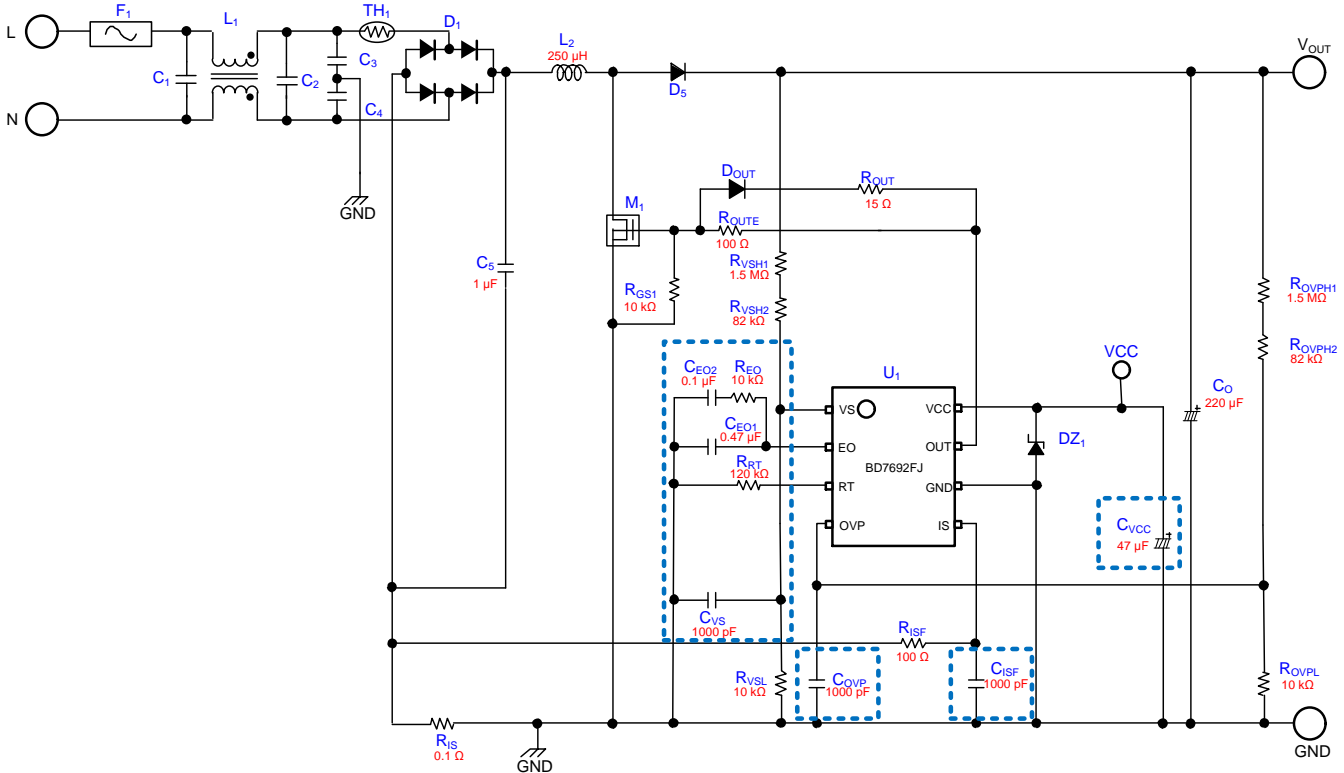 F1
L1
TH1
D1
L
N
C1
C2
C3
C4
GND
L2
250 µH
D5
VOUT
C5
1 µF
M1
DOUT
ROUT
15 Ω
ROUTE
100 Ω
RGS1
10 kΩ
RVSH1
1.5 MΩ
RVSH2
82 kΩ
ROVPH1
1.5 MΩ
ROVPH2
82 kΩ
CEO2
0.1 µF
REO
10 kΩ
CEO1
0.47 µF
RRT
120 kΩ
U1
VS
EO
RT
OVP
VCC
OUT
GND
IS
BD7692FJ
VCC
DZ1
CO
220 µF
CVCC
47 µF
CVS
1000 pF
RISF
100 Ω
RVSL
10 kΩ
COVP
1000 pF
CISF
1000 pF
ROVPL
10 kΩ
RIS
0.1 Ω
GND
GND